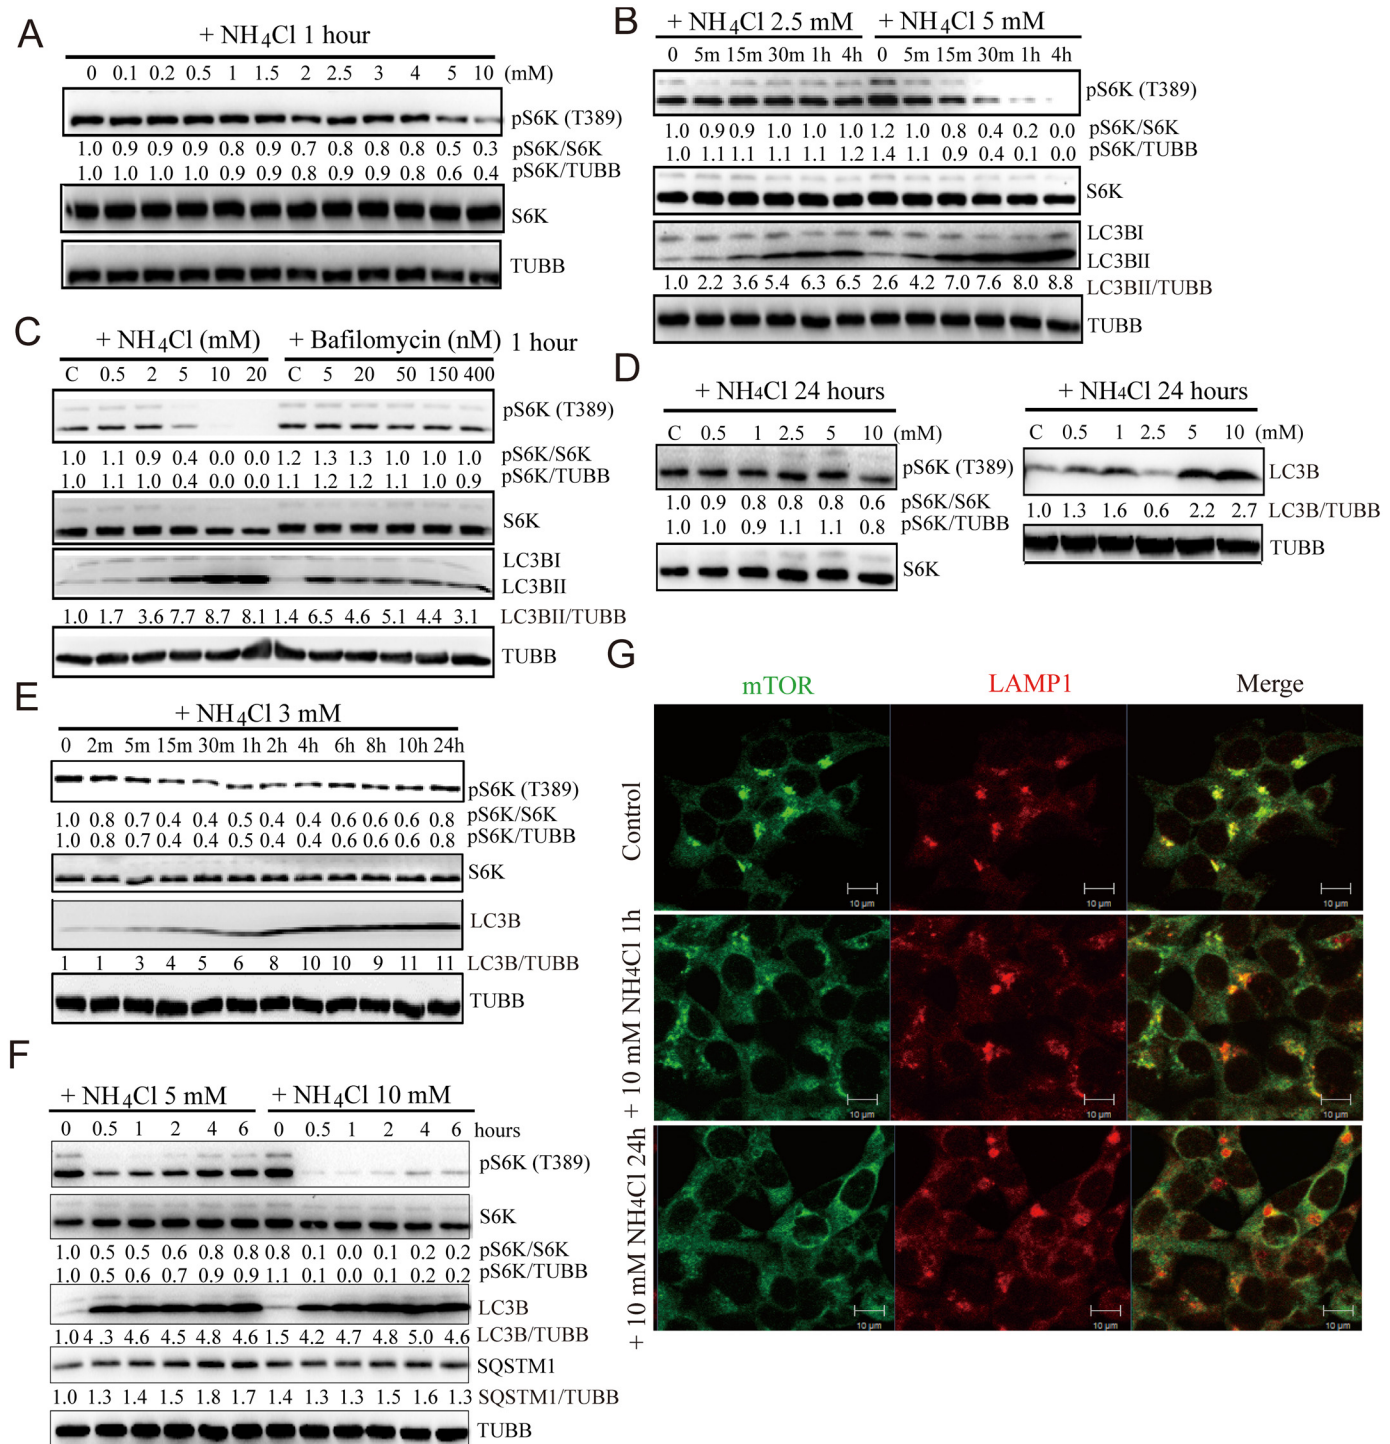 A
+ NH4Cl 1 hour
0 0.1 0.2 0.5 1 1.5 2 2.5 3 4 5 10 (mM)
pS6K (T389)
1.0 0.9 0.9 0.9 0.8 0.9 0.7 0.8 0.8 0.8 0.5 0.3 pS6K/S6K
1.0 1.0 1.0 1.0 0.9 0.9 0.8 0.9 0.9 0.8 0.6 0.4 pS6K/TUBB
S6K
TUBB
B
+ NH4Cl 2.5 mM + NH4Cl 5 mM
0 5m 15m 30m 1h 4h 0 5m 15m 30m 1h 4h
pS6K (T389)
1.0 0.9 0.9 1.0 1.0 1.0 1.2 1.0 0.8 0.4 0.2 0.0 pS6K/S6K
1.0 1.1 1.1 1.1 1.1 1.2 1.4 1.1 0.9 0.4 0.1 0.0 pS6K/TUBB
S6K
LC3BI
LC3BII
1.0 2.2 3.6 5.4 6.3 6.5 2.6 4.2 7.0 7.6 8.0 8.8 LC3BII/TUBB
TUBB
C
+ NH4Cl (mM) + Bafilomycin (nM) 1 hour
C 0.5 2 5 10 20 C 5 20 50 150 400
pS6K (T389)
1.0 1.1 0.9 0.4 0.0 0.0 1.2 1.3 1.3 1.0 1.0 1.0 pS6K/S6K
1.0 1.1 1.0 0.4 0.0 0.0 1.1 1.2 1.2 1.1 1.0 0.9 pS6K/TUBB
S6K
LC3BI
LC3BII
1.0 1.7 3.6 7.7 8.7 8.1 1.4 6.5 4.6 5.1 4.4 3.1 LC3BII/TUBB
TUBB
D
+ NH4Cl 24 hours
C 0.5 1 2.5 5 10 (mM)
pS6K (T389)
1.0 0.9 0.8 0.8 0.8 0.6 pS6K/S6K
1.0 1.0 0.9 1.1 1.1 0.8 pS6K/TUBB
S6K
+ NH4Cl 24 hours
C 0.5 1 2.5 5 10 (mM)
LC3B
1.0 1.3 1.6 0.6 2.2 2.7 LC3B/TUBB
TUBB
E
+ NH4Cl 3 mM
0 2m 5m 15m 30m 1h 2h 4h 6h 8h 10h 24h
pS6K (T389)
1.0 0.8 0.7 0.4 0.4 0.5 0.4 0.4 0.6 0.6 0.6 0.8 pS6K/S6K
1.0 0.8 0.7 0.4 0.4 0.5 0.4 0.4 0.6 0.6 0.6 0.8 pS6K/TUBB
S6K
LC3B
1 1 3 4 5 6 8 10 10 9 11 11 LC3B/TUBB
TUBB
F
+ NH4Cl 5 mM + NH4Cl 10 mM
0 0.5 1 2 4 6 0 0.5 1 2 4 6 hours
pS6K (T389)
S6K
1.0 0.5 0.5 0.6 0.8 0.8 0.8 0.1 0.0 0.1 0.2 0.2 pS6K/S6K
1.0 0.5 0.6 0.7 0.9 0.9 1.1 0.1 0.0 0.1 0.2 0.2 pS6K/TUBB
LC3B
1.0 4.3 4.6 4.5 4.8 4.6 1.5 4.2 4.7 4.8 5.0 4.6 LC3B/TUBB
SQSTM1
1.0 1.3 1.4 1.5 1.8 1.7 1.4 1.3 1.3 1.5 1.6 1.3 SQSTM1/TUBB
TUBB
G
mTOR LAMP1 Merge
Control
10 µm 10 µm 10 µm
+ 10 mM NH4Cl 1h
10 µm 10 µm 10 µm
+ 10 mM NH4Cl 24h
10 µm 10 µm 10 µm